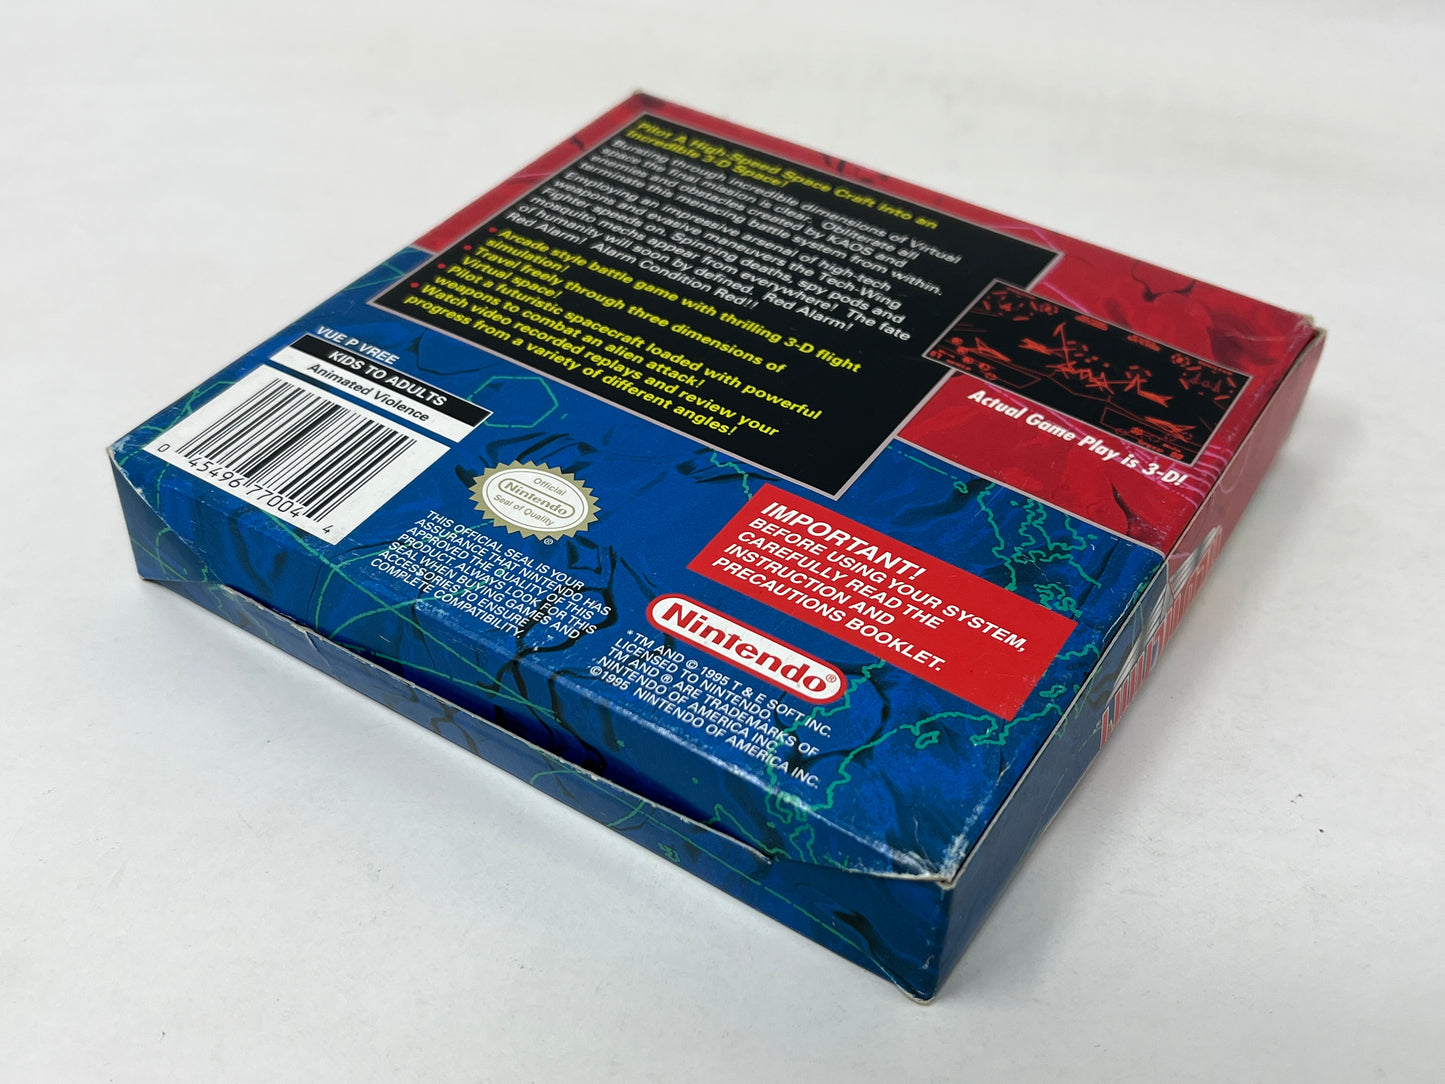 Pilot A High-Speed Space Craft into an
Incredible 3-D Space!
Bursting through incredible dimensions of Virtual
space the final mission is clear. Obliterate all
enemies and obstacles created by KAOS and
terminate this menacing battle system from within.
Employing an impressive arsenal of high-tech
weapons and evasive maneuvers the Tech-Wing
Fighter speeds on. Spinning deaths, spy pods and
mosquito-pechs appear from everywhere! The fate
of humanity will soon by defined. Red Alarm!
Red Alarm! Alarm Condition Red!!
• Arcade style battle game with thrilling 3-D flight
simulation!
• Travel freely through three dimensions of
Virtual space!
• Pilot a futuristic spacecraft loaded with powerful
weapons to combat an alien attack!
• Watch video recorded replays and review your
progress from a variety of different angles!
Actual Game Play is 3-D!
VUE P VREE
KIDS TO ADULTS
Animated Violence
0 45496 77004 4
Official
Nintendo
Seal of Quality
®
THIS OFFICIAL SEAL IS YOUR
ASSURANCE THAT NINTENDO HAS
APPROVED THE QUALITY OF THIS
PRODUCT. ALWAYS LOOK FOR THIS
SEAL WHEN BUYING GAMES AND
ACCESSORIES TO ENSURE
COMPLETE COMPATIBILITY.
IMPORTANT!
BEFORE USING YOUR SYSTEM,
CAREFULLY READ THE
INSTRUCTION AND
PRECAUTIONS BOOKLET.
Nintendo®
*TM AND © 1995 T & E SOFT INC.
LICENSED TO NINTENDO.
TM AND ® ARE TRADEMARKS OF
NINTENDO OF AMERICA INC.
©1995 NINTENDO OF AMERICA INC.